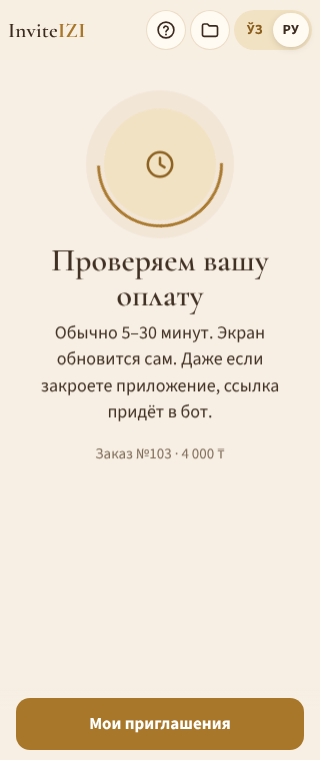 InviteIZI
ЎЗ
РУ
Проверяем вашу
оплату
Обычно 5–30 минут. Экран
обновится сам. Даже если
закроете приложение, ссылка
придёт в бот.
Заказ №103 · 4 000 ₸
Мои приглашения